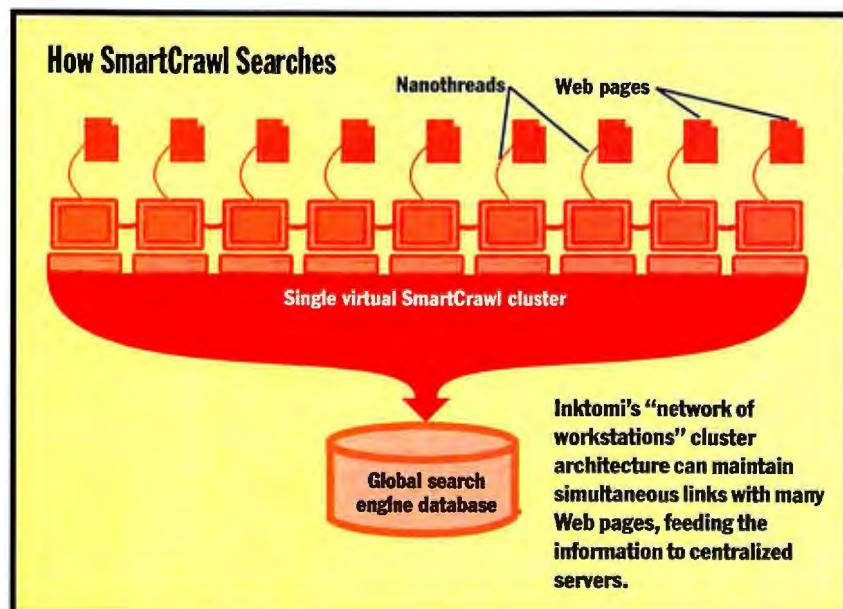 How SmartCrawl Searches
Nanothreads
Web pages
Single virtual SmartCrawl cluster
Global search
engine database
Inktomi's “network of
workstations” cluster
architecture can maintain
simultaneous links with many
Web pages, feeding the
information to centralized
servers.